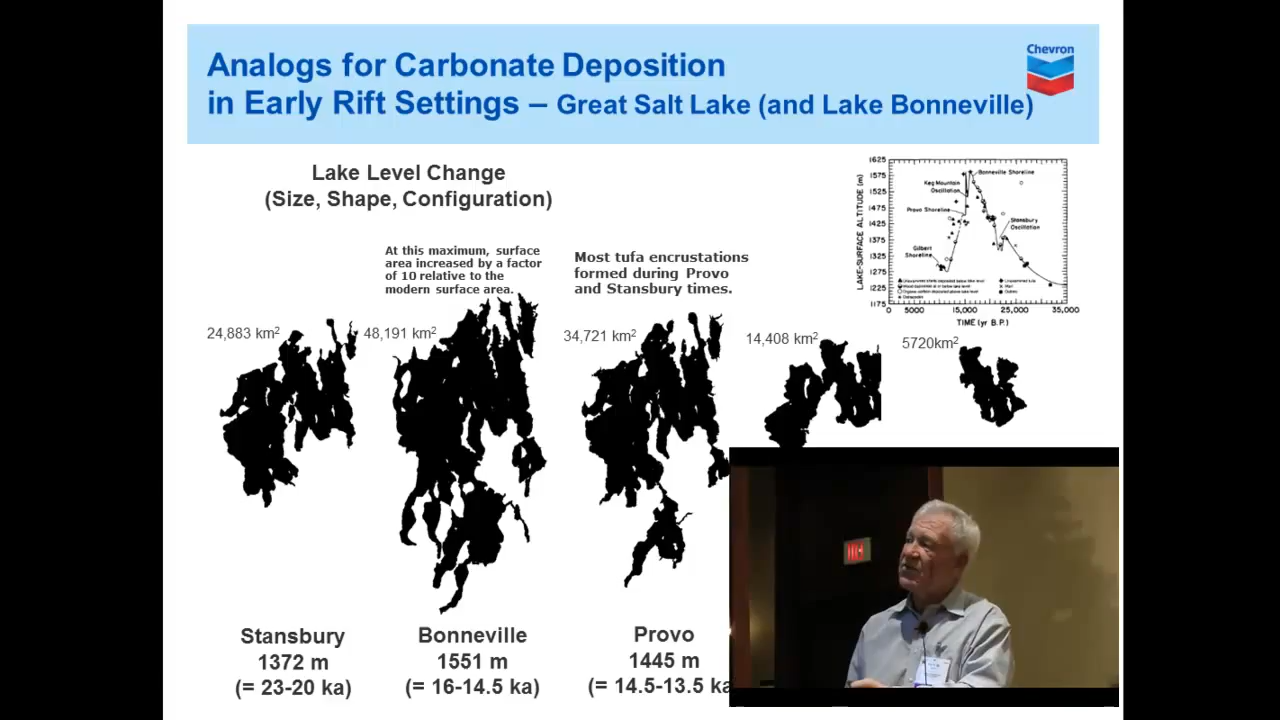 Analogs for Carbonate Deposition
in Early Rift Settings – Great Salt Lake (and Lake Bonneville)
Chevron
Lake Level Change
(Size, Shape, Configuration)
At this maximum, surface
area increased by a factor
of 10 relative to the
modern surface area.
Most tufa encrustations
formed during Provo
and Stansbury times.
LAKE-SURFACE ALTITUDE (m)
1625
1575
1525
1475
1425
1375
1325
1275
1225
1175
Bonneville Shoreline
Keg Mountain
Oscillation
Provo Shoreline
Stansbury
Oscillation
Gilbert
Shoreline
0
5000
15,000
25,000
35,000
TIME (yr B.P.)
24,883 km²
48,191 km²
34,721 km²
14,408 km²
5720km²
Stansbury
1372 m
(= 23-20 ka)
Bonneville
1551 m
(= 16-14.5 ka)
Provo
1445 m
(= 14.5-13.5 ka